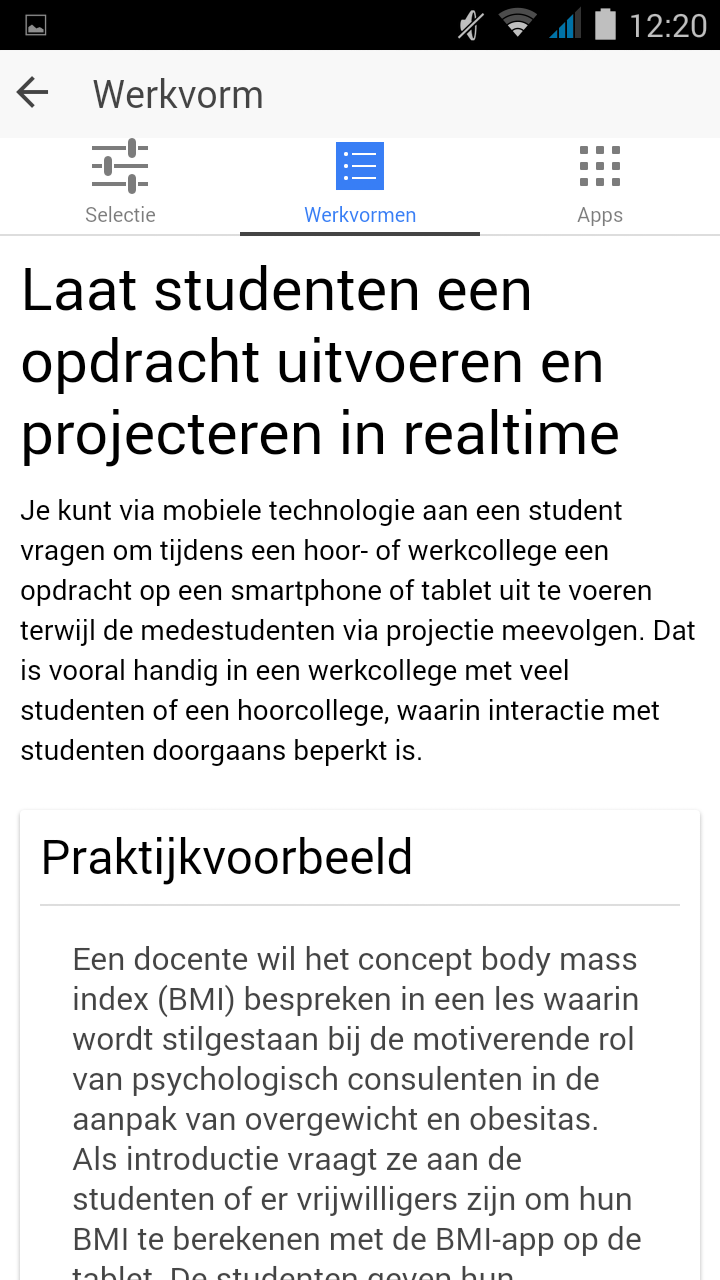 12:20
Werkvorm
Selectie
Werkvormen
Apps
Laat studenten een
opdracht uitvoeren en
projecteren in realtime
Je kunt via mobiele technologie aan een student
vragen om tijdens een hoor- of werkcollege een
opdracht op een smartphone of tablet uit te voeren
terwijl de medestudenten via projectie meevolgen. Dat
is vooral handig in een werkcollege met veel
studenten of een hoorcollege, waarin interactie met
studenten doorgaans beperkt is.
Praktijkvoorbeeld
Een docente wil het concept body mass
index (BMI) bespreken in een les waarin
wordt stilgestaan bij de motiverende rol
van psychologisch consulenten in de
aanpak van overgewicht en obesitas.
Als introductie vraagt ze aan de
studenten of er vrijwilligers zijn om hun
BMI te berekenen met de BMI-app op de
tablet. De studenten geven hun